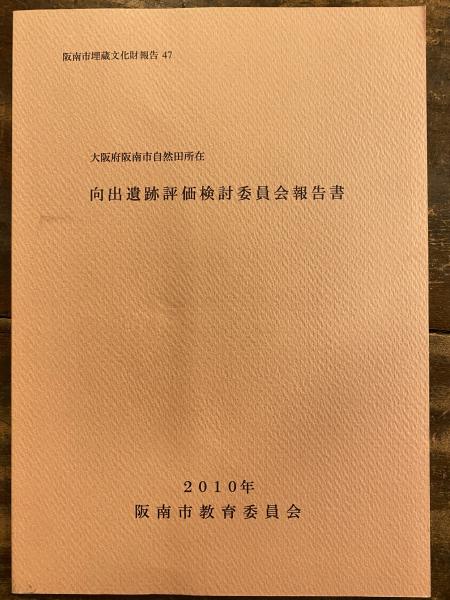 阪南市埋蔵文化財報告 47
大阪府阪南市自然田所在
向出遺跡評価検討委員会報告書
2010年
阪南市教育委員会